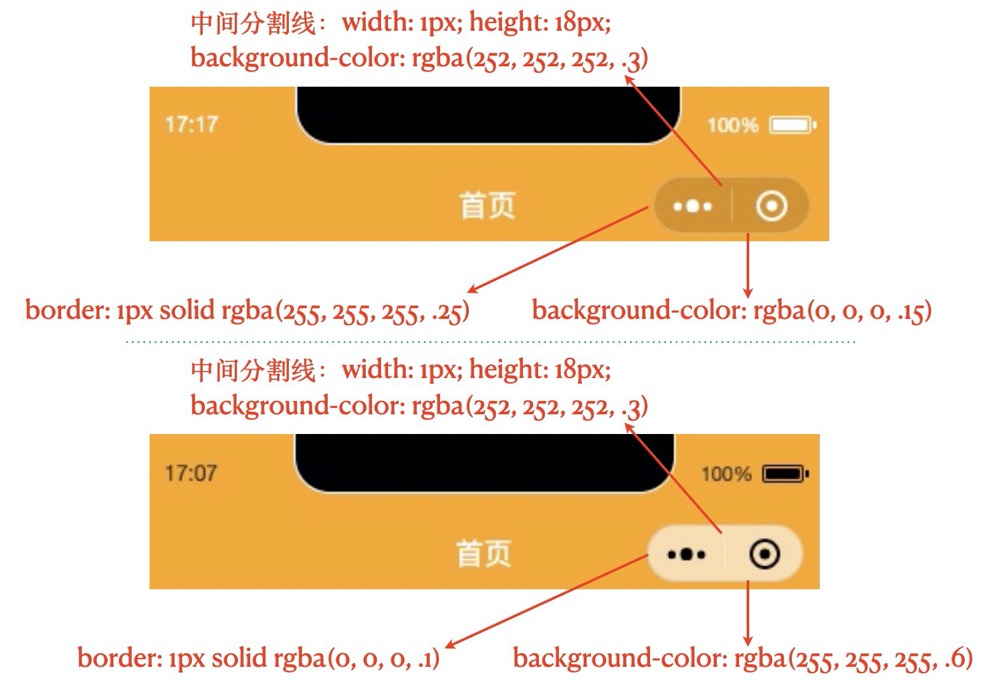 中间分割线：width: 1px; height: 18px;
background-color: rgba(252, 252, 252, .3)
17:17
100%
首页
border: 1px solid rgba(255, 255, 255, .25)
background-color: rgba(0, 0, 0, .15)
中间分割线：width: 1px; height: 18px;
background-color: rgba(252, 252, 252, .3)
17:07
100%
首页
border: 1px solid rgba(0, 0, 0, .1)
background-color: rgba(255, 255, 255, .6)